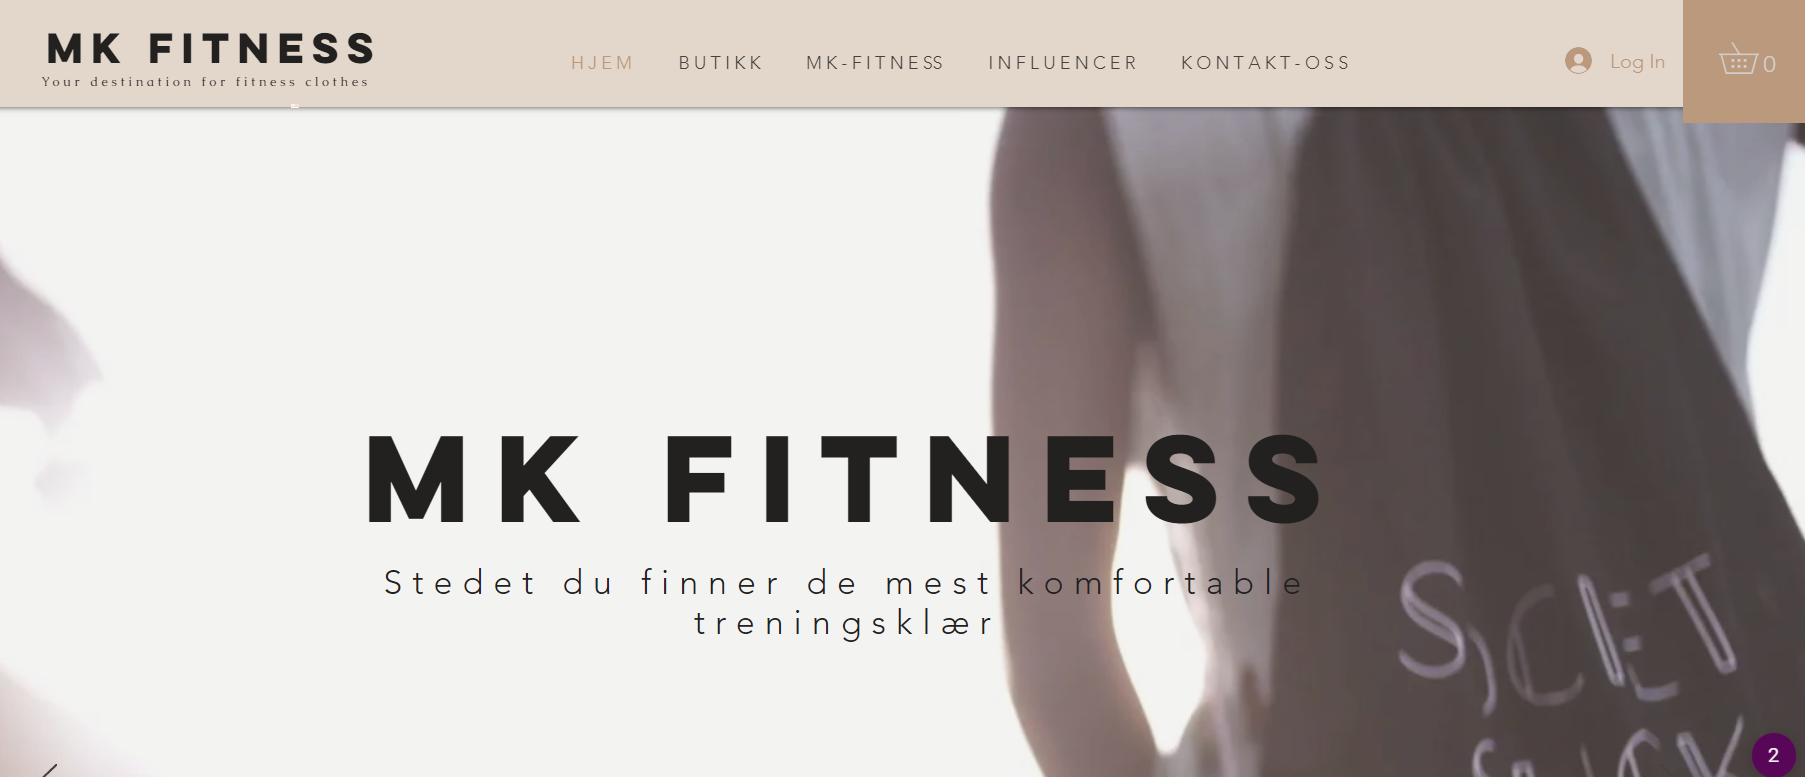 MK FITNESS
Your destination for fitness clothes
HJEM BUTIKK MK-FITNESS INFLUENCER KONTAKT-OSS
Log In
0
MK FITNESS
Stedet du finner de mest komfortable
treningsklær
2